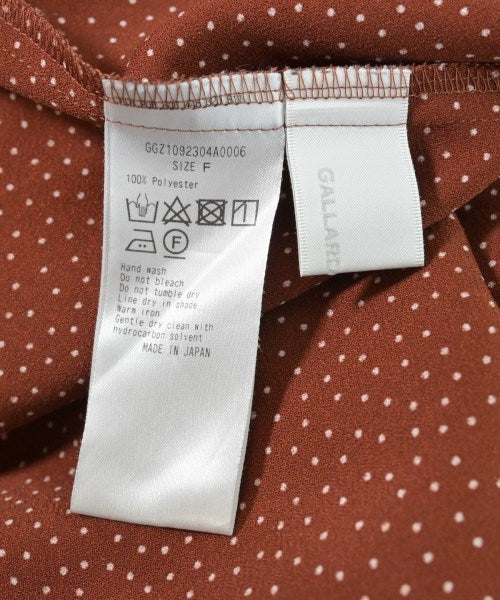 GGZ1092304A0006
SIZE F
100% Polyester
F
Hand wash
Do not bleach
Do not tumble dry
Line dry in shade
Warm iron
Gentle dry clean with
hydrocarbon solvent
MADE IN JAPAN
GALLARD